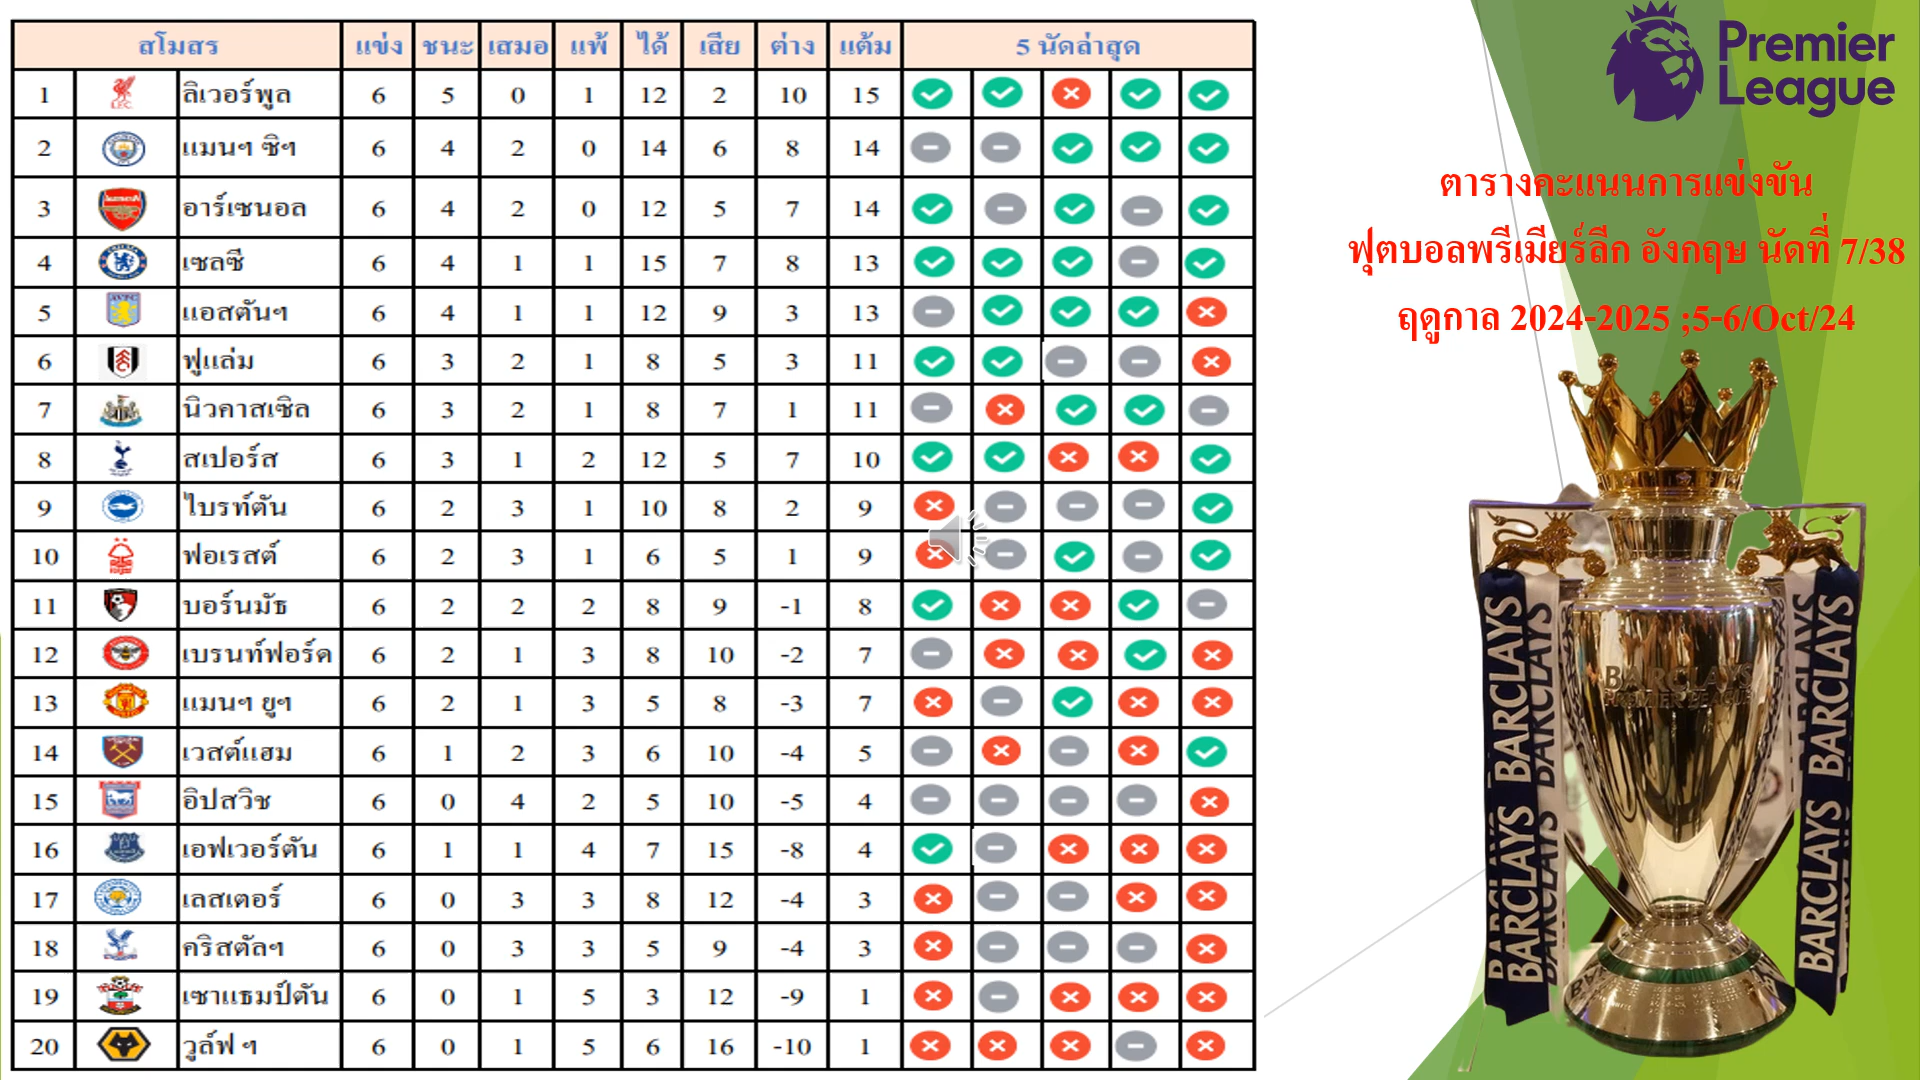 สโมสร แข่ง ชนะ เสมอ แพ้ ได้ เสีย ต่าง แต้ม 5 นัดล่าสุด
1 ลิเวอร์พูล 6 5 0 1 12 2 10 15
2 แมนฯ ซิฯ 6 4 2 0 14 6 8 14
3 อาร์เซนอล 6 4 2 0 12 5 7 14
4 เชลซี 6 4 1 1 15 7 8 13
5 แอสตันฯ 6 4 1 1 12 9 3 13
6 ฟูแล่ม 6 3 2 1 8 5 3 11
7 นิวคาสเซิล 6 3 2 1 8 7 1 11
8 สเปอร์ส 6 3 1 2 12 5 7 10
9 ไบรท์ตัน 6 2 3 1 10 8 2 9
10 ฟอเรสต์ 6 2 3 1 6 5 1 9
11 บอร์นมัธ 6 2 2 2 8 9 -1 8
12 เบรนท์ฟอร์ด 6 2 1 3 8 10 -2 7
13 แมนฯ ยูฯ 6 2 1 3 5 8 -3 7
14 เวสต์แฮม 6 1 2 3 6 10 -4 5
15 อิปสวิช 6 0 4 2 5 10 -5 4
16 เอฟเวอร์ตัน 6 1 1 4 7 15 -8 4
17 เลสเตอร์ 6 0 3 3 8 12 -4 3
18 คริสตัลฯ 6 0 3 3 5 9 -4 3
19 เซาแธมป์ตัน 6 0 1 5 3 12 -9 1
20 วูล์ฟ ฯ 6 0 1 5 6 16 -10 1
Premier
League
ตารางคะแนนการแข่งขัน
ฟุตบอลพรีเมียร์ลีก อังกฤษ นัดที่ 7/38
ฤดูกาล 2024-2025 ;5-6/Oct/24
BARCLAYS
PREMIER LEAGUE
BARCLAYS BARCLAYS
BARCLAYS BARCLAYS
BARCLAYS BARCLAYS